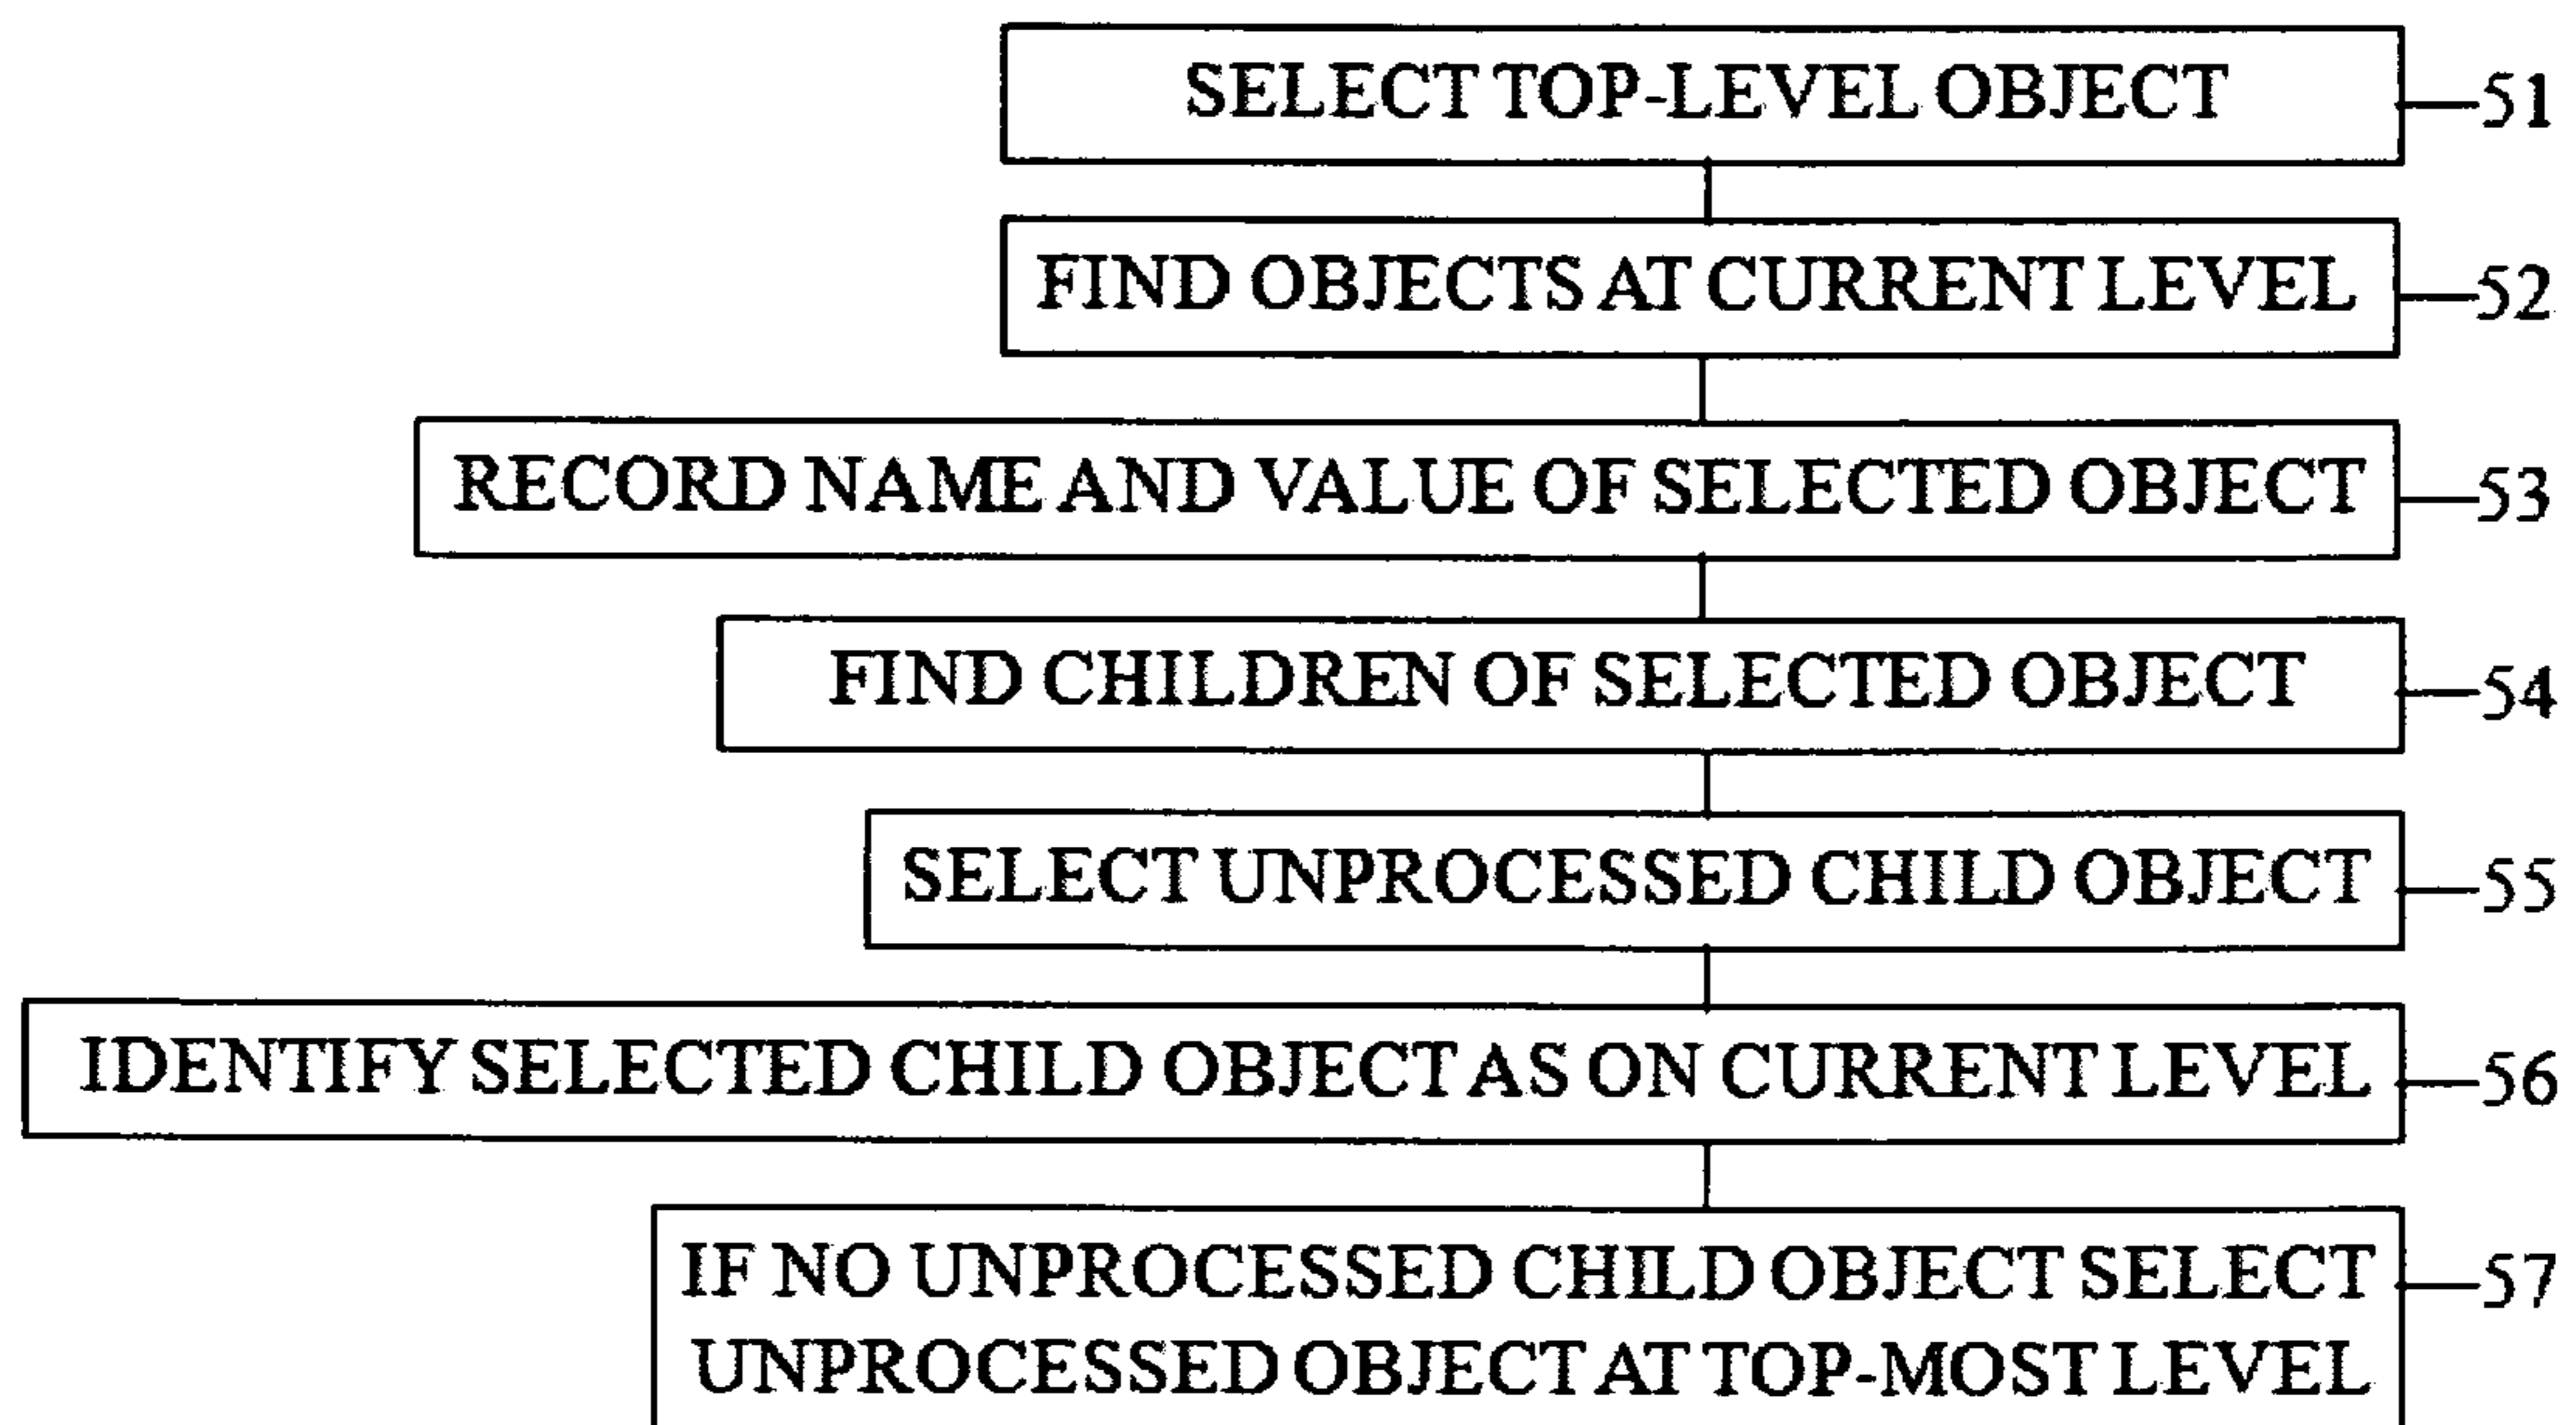 SELECT TOP-LEVEL OBJECT
51
FIND OBJECTS AT CURRENT LEVEL
52
RECORD NAME AND VALUE OF SELECTED OBJECT
53
FIND CHILDREN OF SELECTED OBJECT
54
SELECT UNPROCESSED CHILD OBJECT
55
IDENTIFY SELECTED CHILD OBJECT AS ON CURRENT LEVEL
56
IF NO UNPROCESSED CHILD OBJECT SELECT
57
UNPROCESSED OBJECT AT TOP-MOST LEVEL